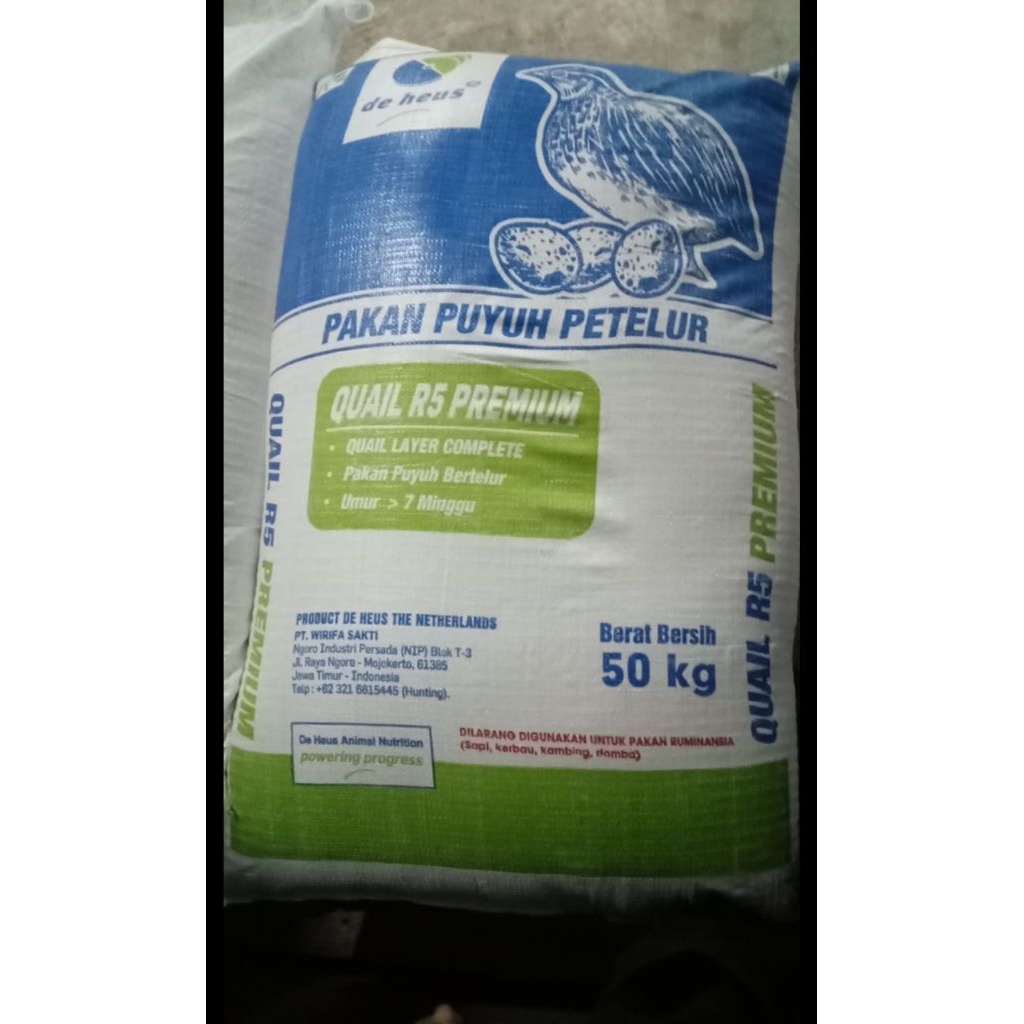 de heus
PAKAN PUYUH PETELUR
QUAIL R5 PREMIUM
• QUAIL LAYER COMPLETE
• Pakan Puyuh Bertelur
• Umur > 7 Minggu
QUAIL R5 PREMIUM
QUAIL R5 PREMIUM
PRODUCT DE HEUS THE NETHERLANDS
PT. WIRIFA SAKTI
Ngoro Industri Persada (NIP) Blok T-3
JL Raya Ngoro - Mojokerto, 61385
Jawa Timur - Indonesia
Telp : +62 321 6815445 (Hunting).
Berat Bersih
50 kg
De Heus Animal Nutrition
powering progress
DILARANG DIGUNAKAN UNTUK PAKAN RUMINANSIA
(Sapi, kerbau, kambing, domba)